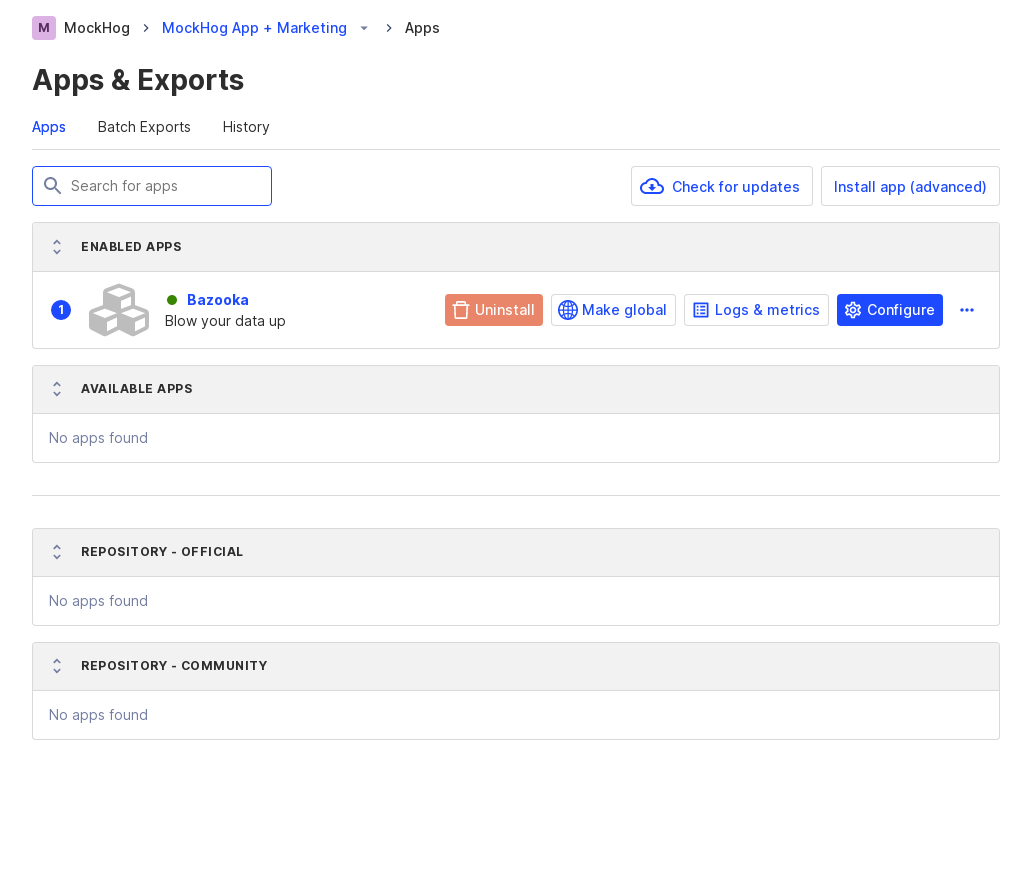 M MockHog > MockHog App + Marketing > Apps
Apps & Exports
Apps Batch Exports History
Search for apps Check for updates Install app (advanced)
ENABLED APPS
1 Bazooka
Blow your data up
Uninstall Make global Logs & metrics Configure
AVAILABLE APPS
No apps found
REPOSITORY - OFFICIAL
No apps found
REPOSITORY - COMMUNITY
No apps found